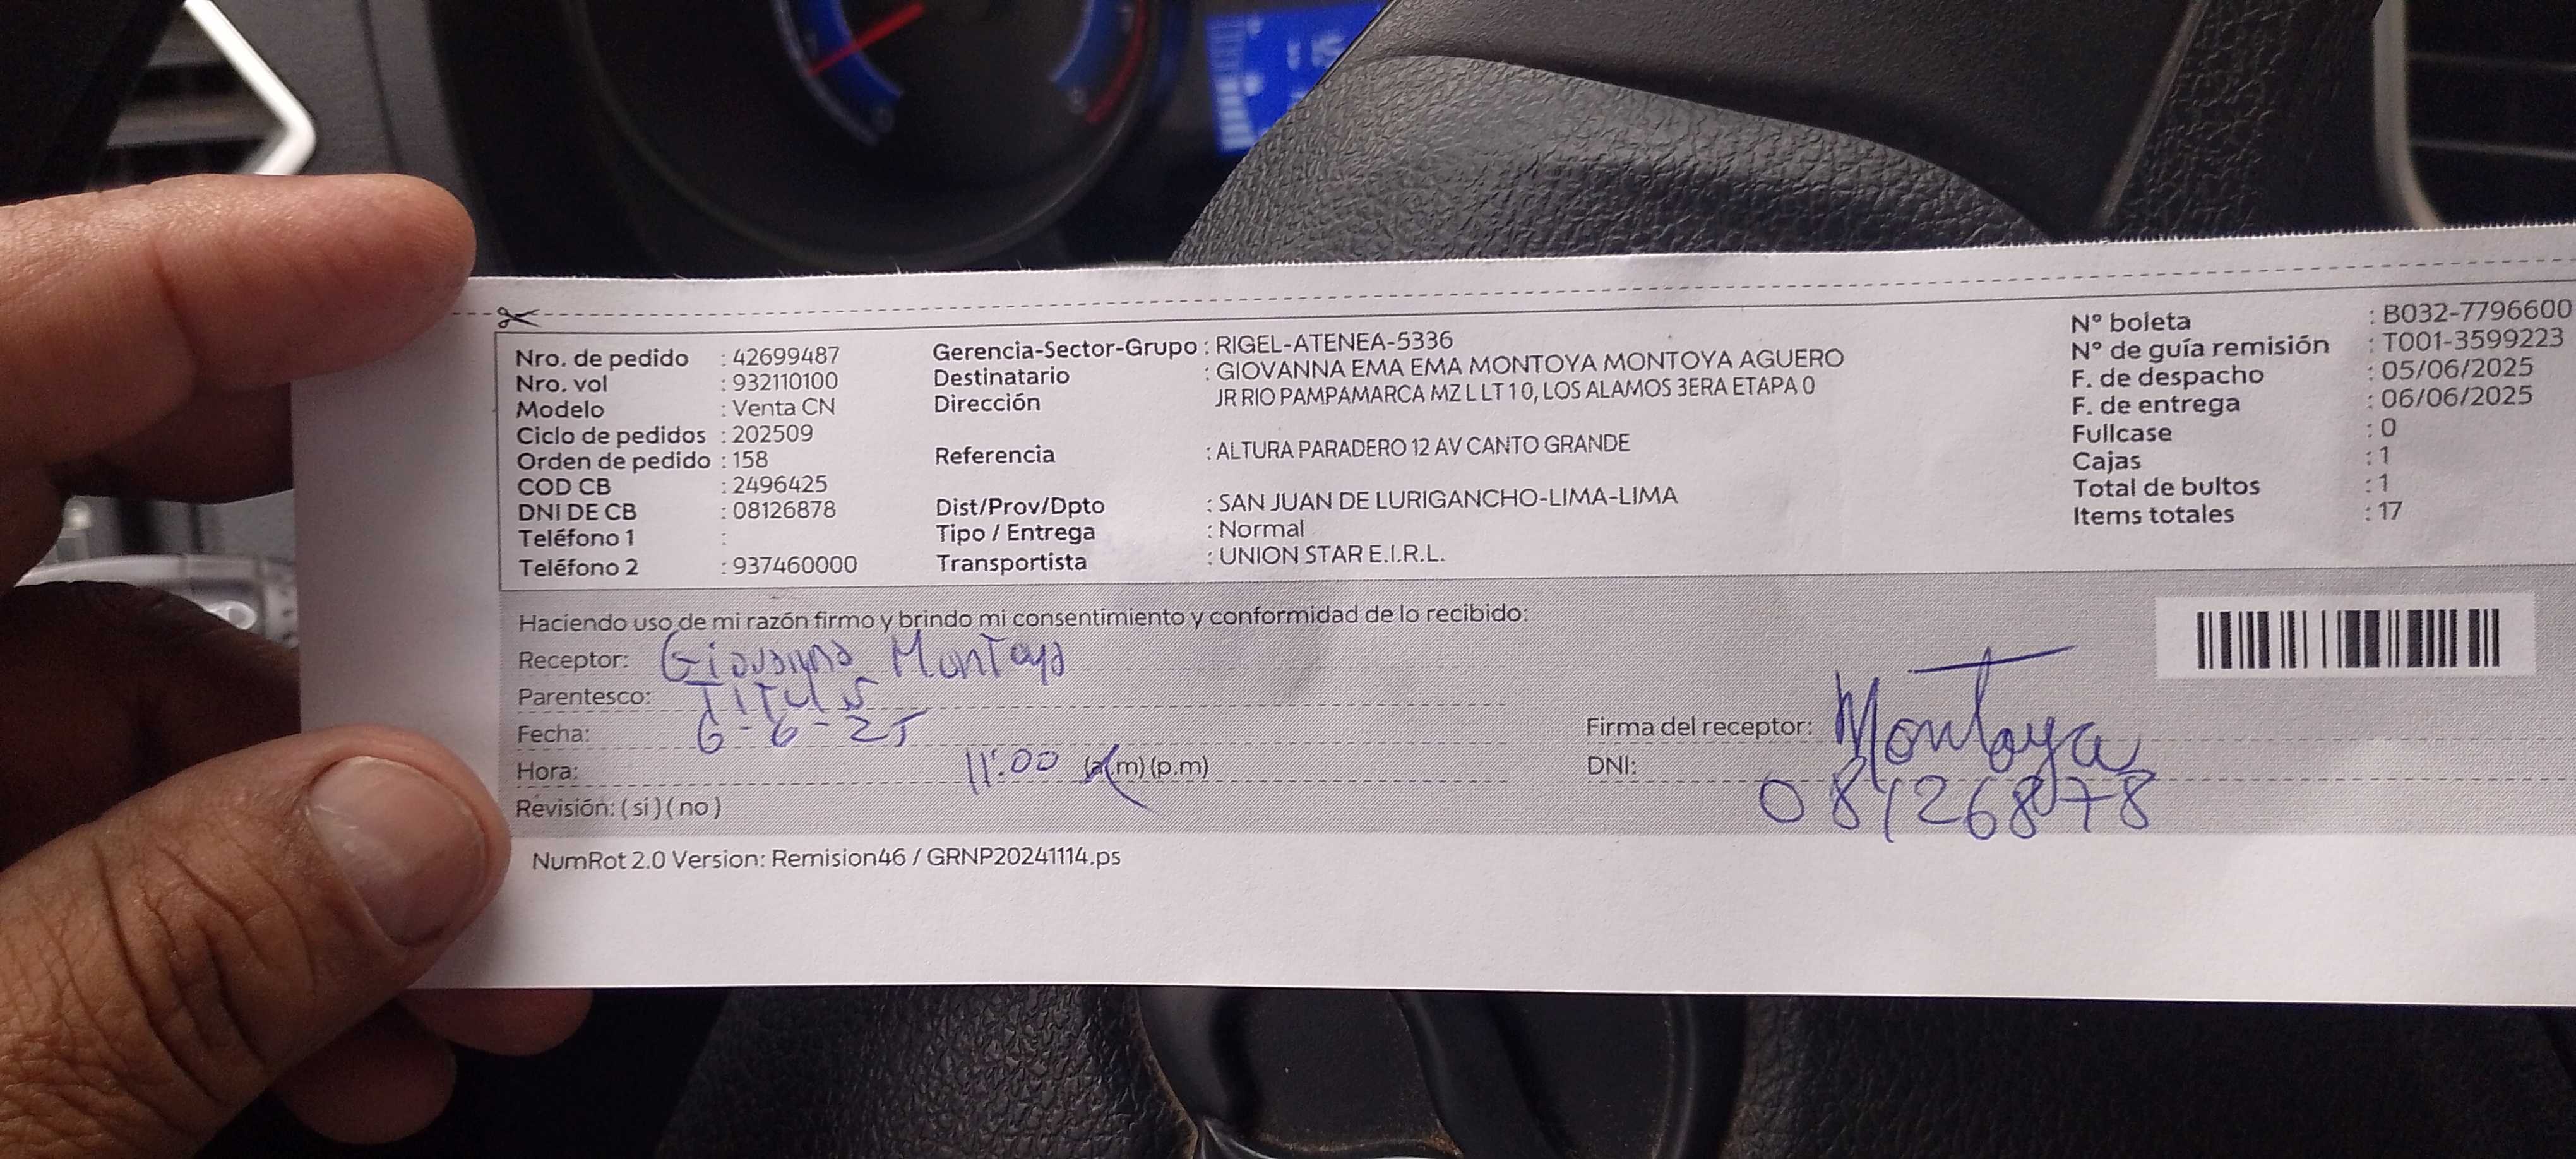 Nro. de pedido : 42699487
Nro. vol : 932110100
Modelo : Venta CN
Ciclo de pedidos : 202509
Orden de pedido : 158
COD CB : 2496425
DNI DE CB : 08126878
Teléfono 1 :
Teléfono 2 : 937460000
Gerencia-Sector-Grupo : RIGEL-ATENEA-5336
Destinatario : GIOVANNA EMA EMA MONTOYA MONTOYA AGUERO
Dirección JR RIO PAMPAMARCA MZ L LT 10, LOS ALAMOS 3ERA ETAPA 0
Referencia : ALTURA PARADERO 12 AV CANTO GRANDE
Dist/Prov/Dpto : SAN JUAN DE LURIGANCHO-LIMA-LIMA
Tipo / Entrega : Normal
Transportista : UNION STAR E.I.R.L.
N° boleta : B032-7796600
N° de guía remisión : T001-3599223
F. de despacho : 05/06/2025
F. de entrega : 06/06/2025
Fullcase : 0
Cajas : 1
Total de bultos : 1
Items totales : 17
Haciendo uso de mi razón firmo y brindo mi consentimiento y conformidad de lo recibido:
Receptor: Giovanna Montoya
Parentesco:
Fecha: 6-6-25
Hora: 11:00 (a.m) (p.m)
Revisión: ( si ) ( no )
Firma del receptor: Montoya
DNI: 08126878
NumRot 2.0 Version: Remision46 / GRNP20241114.ps